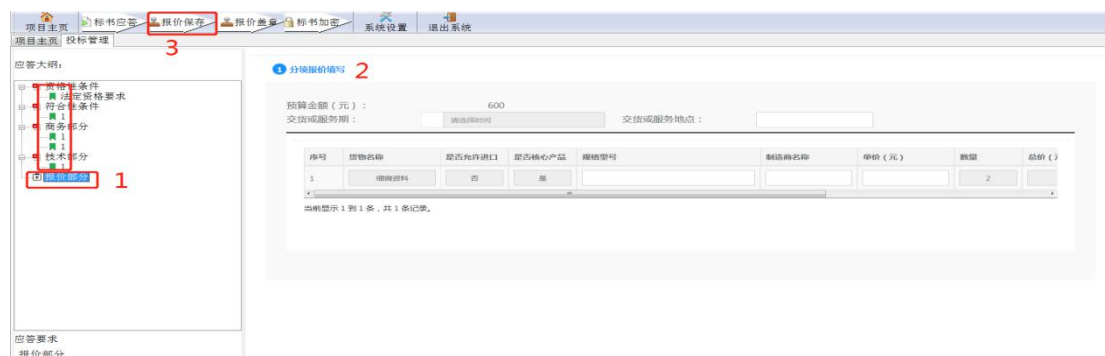 项目主页 标书应答 报价保存 报价盖章 标书加密 系统设置 退出系统
项目主页 投标管理
3
应答大纲：
1 分项报价填写 2
资格性条件
法定资格要求
符合性条件
1
商务部分
1
1
技术部分
1
报价部分 1
预算金额（元）： 600
交货或服务期： 请选择时间 交货或服务地点：
序号 货物名称 是否允许进口 是否核心产品 规格型号 制造商名称 单价（元） 数量 总价（
1 否 是 2
当前显示 1 到 1 条，共 1 条记录。
应答要求
报价部分